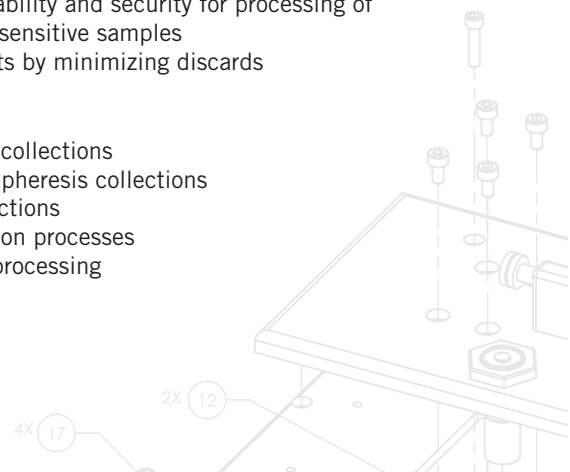 ability and security for processing of
sensitive samples
ts by minimizing discards
collections
pheresis collections
ctions
on processes
processing
2X 12
4X 17